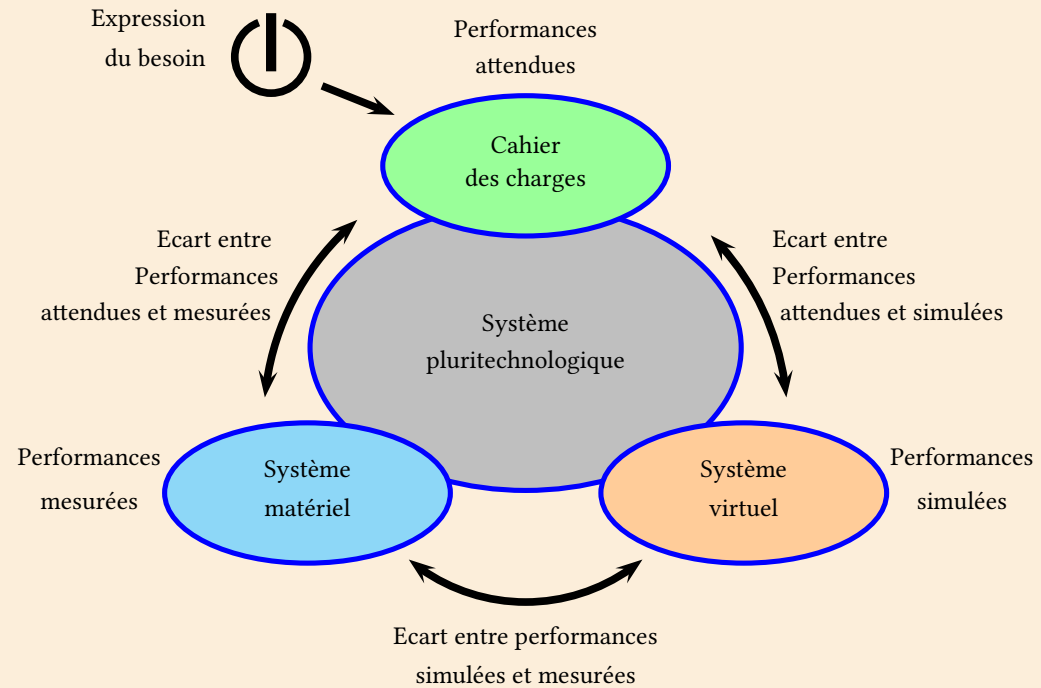 Expression
du besoin
Performances
attendues
Cahier
des charges
Ecart entre
Performances
attendues et mesurées
Ecart entre
Performances
attendues et simulées
Système
pluritechnologique
Performances
mesurées
Système
matériel
Système
virtuel
Performances
simulées
Ecart entre performances
simulées et mesurées